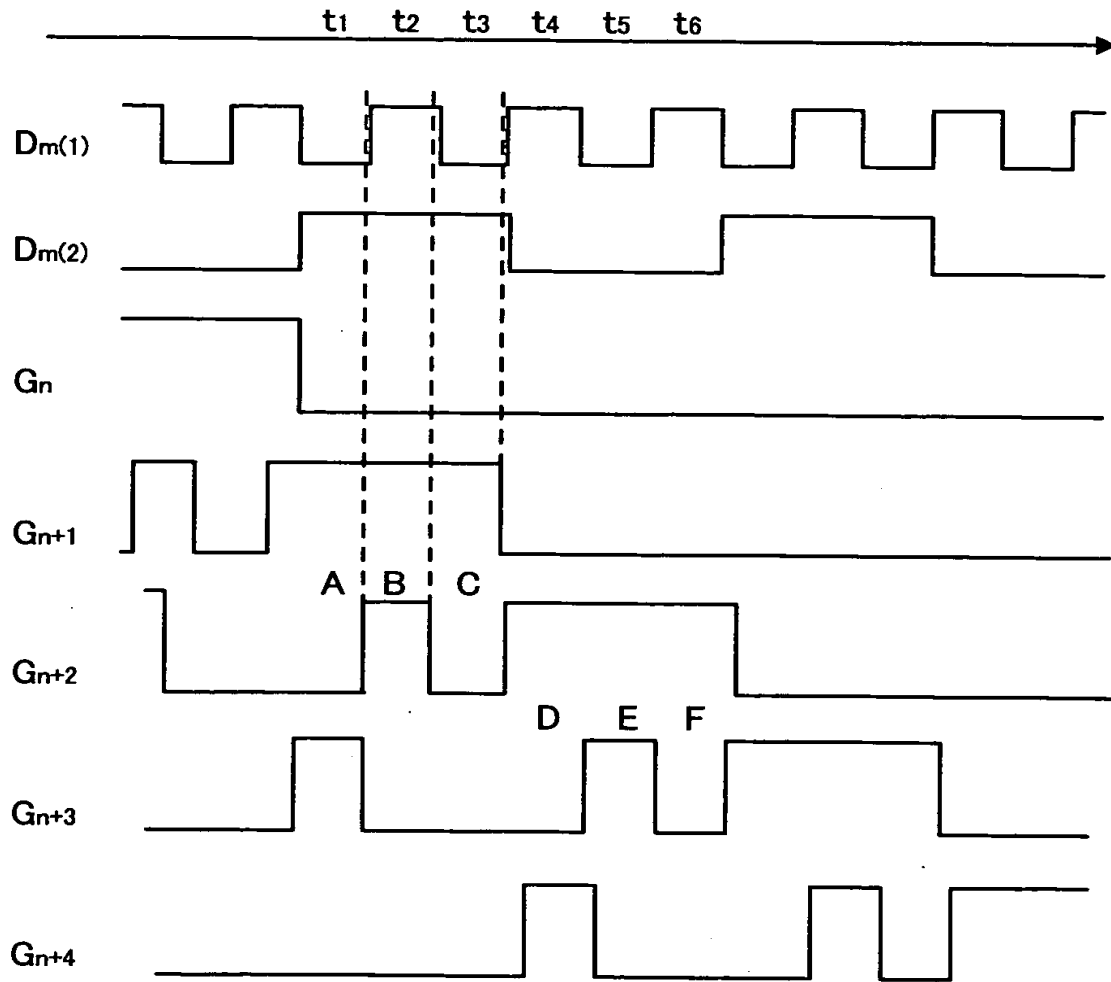 t1 t2 t3 t4 t5 t6
Dm(1)
Dm(2)
Gn
Gn+1
A B C
Gn+2
D E F
Gn+3
Gn+4